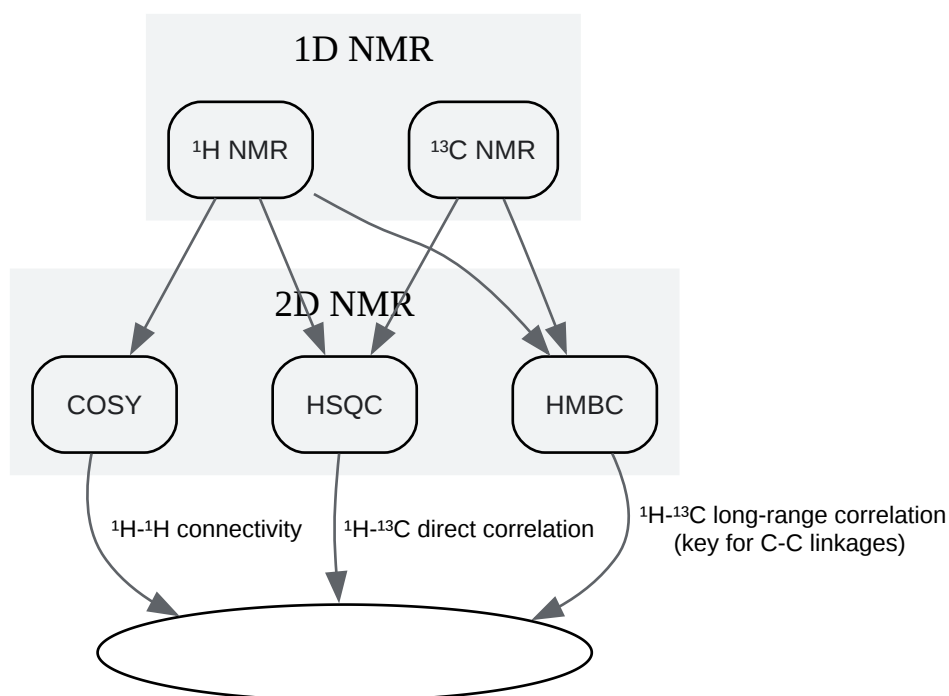 1D NMR
¹H NMR
¹³C NMR
2D NMR
COSY
HSQC
HMBC
¹H-¹H connectivity
¹H-¹³C direct correlation
¹H-¹³C long-range correlation
(key for C-C linkages)